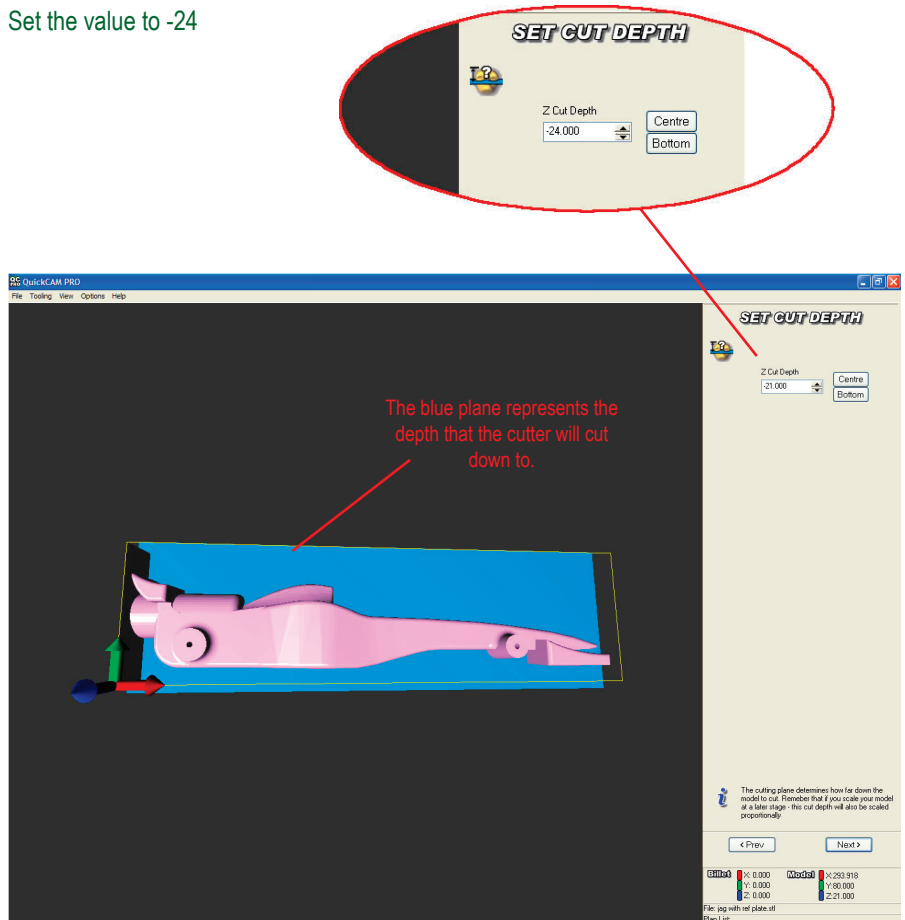 Set the value to -24
SET CUT DEPTH
Z Cut Depth
-24.000
Centre
Bottom
QuickCAM PRO
File Tooling View Options Help
SET CUT DEPTH
Z Cut Depth
-21.000
Centre
Bottom
The blue plane represents the
depth that the cutter will cut
down to.
The cutting plane determines how far down the
model to cut. Remeber that if you scale your model
at a later stage - this cut depth will also be scaled
proportionally
< Prev Next >
Billet X: 0.000 Model X:293.918
Y: 0.000 Y:80.000
Z: 0.000 Z:21.000
File: jag with ref plate.stl
Plan List: